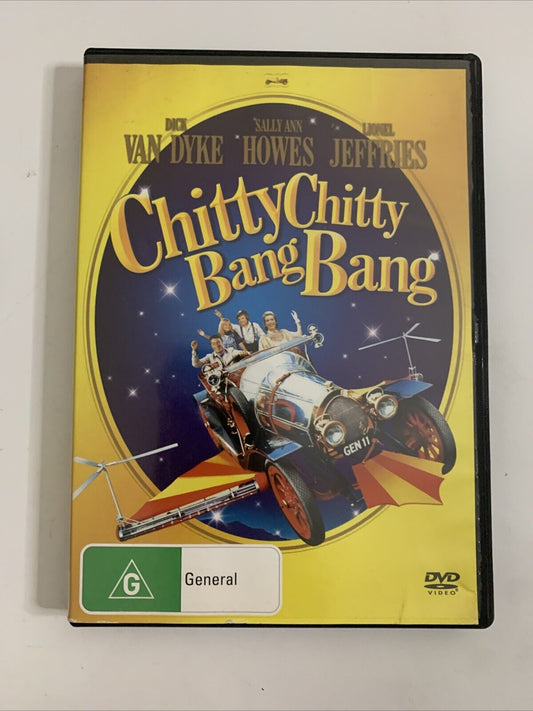 DICK SALLY ANN LIONEL
VAN DYKE HOWES JEFFRIES
Chitty Chitty
Bang Bang
GEN 11
G General
DVD
VIDEO